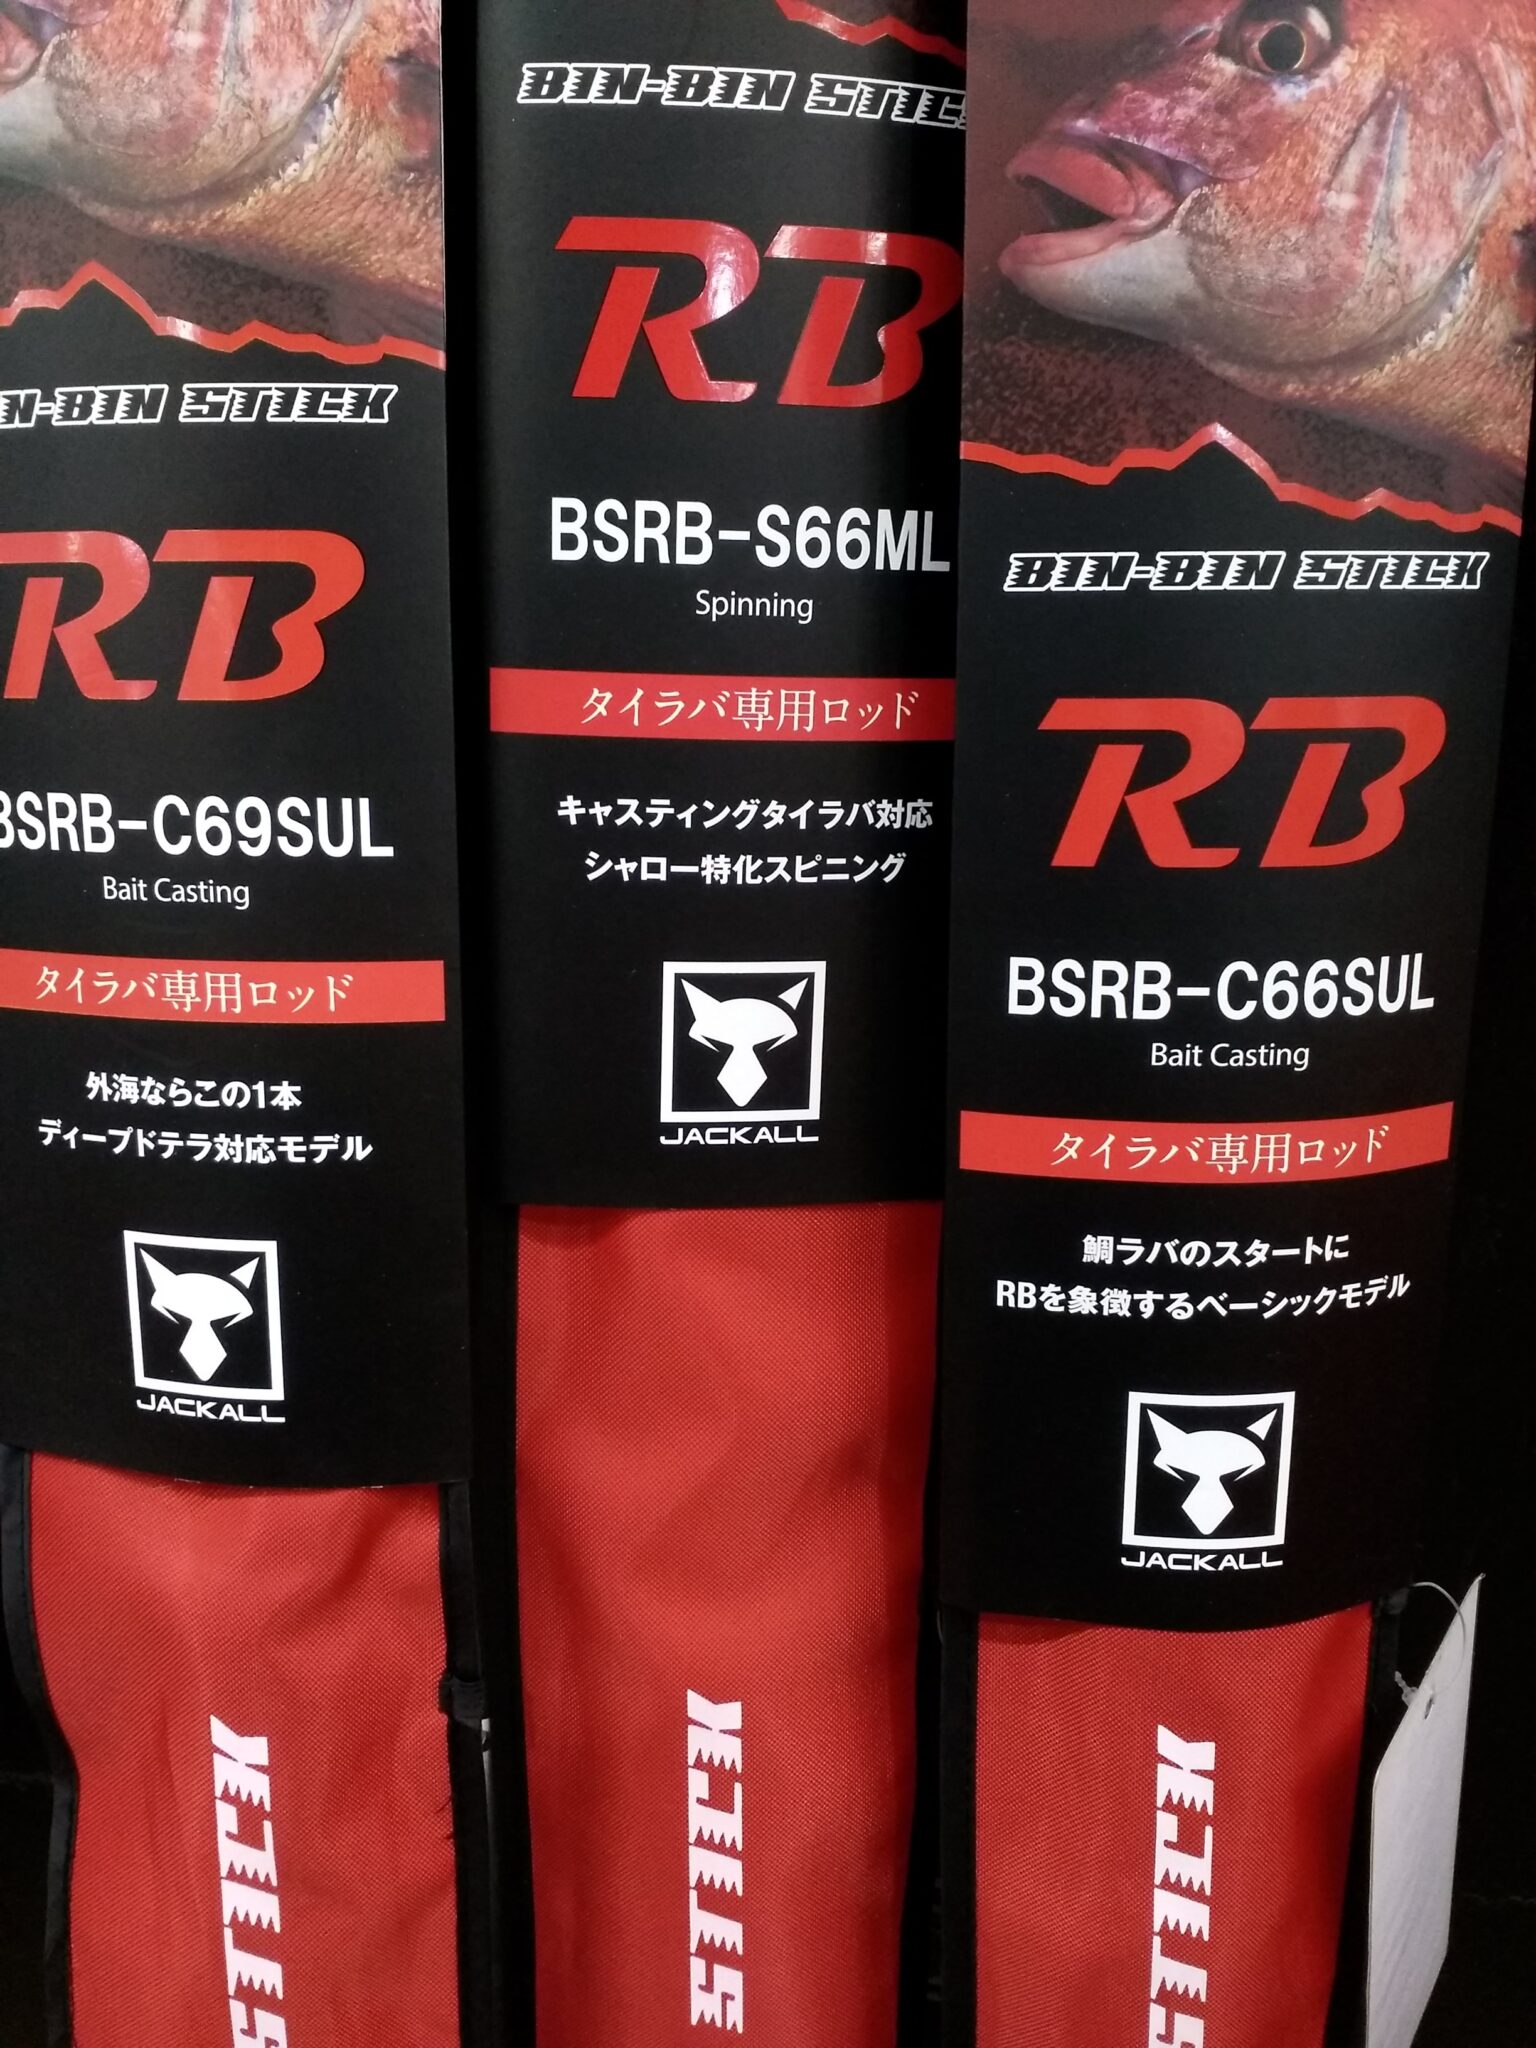 N-BIN STICK
RB
BSRB-C69SUL
Bait Casting
タイラバ専用ロッド
外海ならこの1本
ディープドテラ対応モデル
JACKALL
STICK
BIN-BIN STICK
RB
BSRB-S66ML
Spinning
タイラバ専用ロッド
キャスティングタイラバ対応
シャロー特化スピニング
JACKALL
STICK
BIN-BIN STICK
RB
BSRB-C66SUL
Bait Casting
タイラバ専用ロッド
鯛ラバのスタートに
RBを象徴するベーシックモデル
JACKALL
STICK